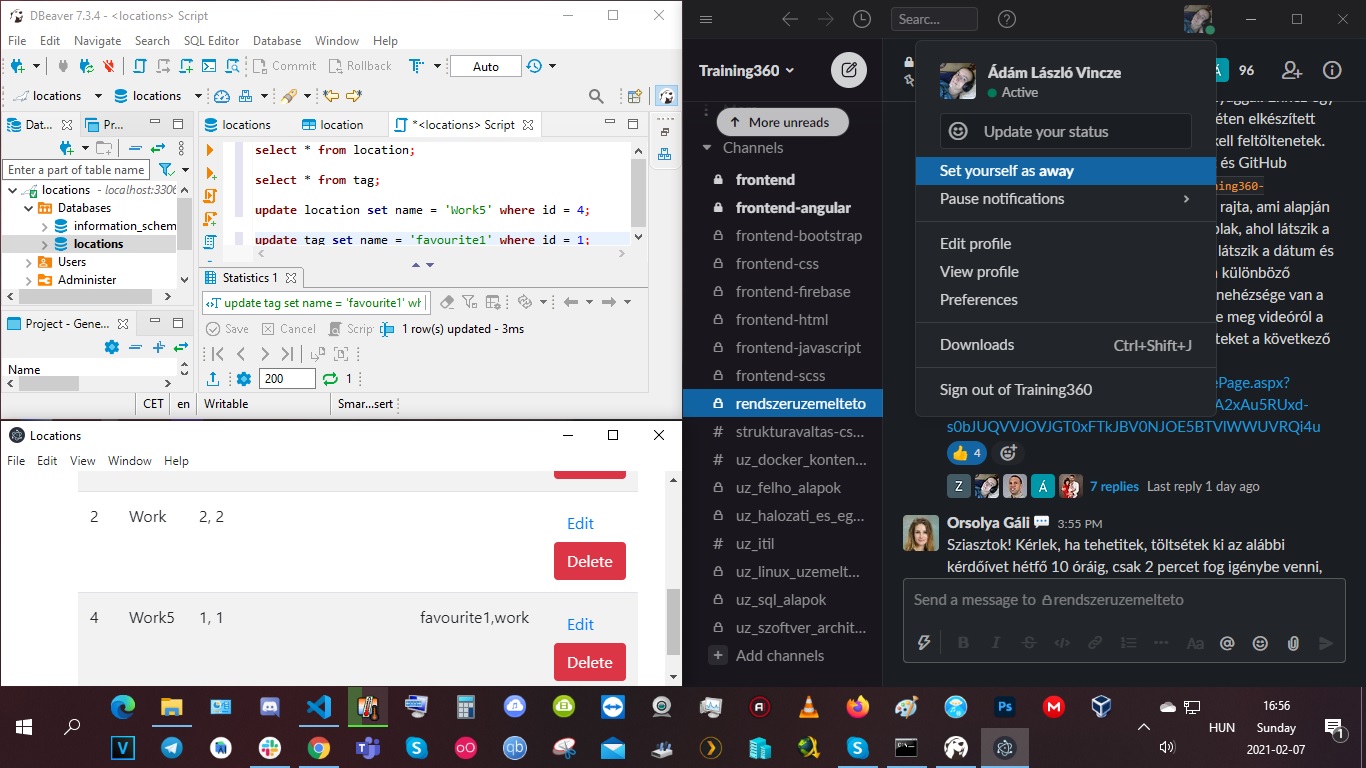 DBeaver 7.3.4 - <locations> Script
File Edit Navigate Search SQL Editor Database Window Help
Commit Rollback Auto
locations locations
Dat... Pr...
Enter a part of table name
locations - localhost:3306
Databases
information_schem
locations
Users
Administer
Project - Gene...
Name
locations location *<locations> Script
select * from location;
select * from tag;
update location set name = 'Work5' where id = 4;
update tag set name = 'favourite1' where id = 1;
Statistics 1
update tag set name = 'favourite1' wh
Save Cancel Scrip 1 row(s) updated - 3ms
200 1
CET en Writable Smar...sert
Locations
File Edit View Window Help
2 Work 2, 2 Edit
Delete
4 Work5 1, 1 favourite1,work Edit
Delete
Searc...
Training360
More unreads
Channels
frontend
frontend-angular
frontend-bootstrap
frontend-css
frontend-firebase
frontend-html
frontend-javascript
frontend-scss
rendszeruzemelteto
# strukturavaltas-cs...
# uz_docker_konten...
uz_felho_alapok
uz_halozati_es_eg...
# uz_itil
uz_linux_uzemelt...
uz_sql_alapok
uz_szoftver_archit...
+ Add channels
Ádám László Vincze
Active
Update your status
Set yourself as away
Pause notifications
Edit profile
View profile
Preferences
Downloads Ctrl+Shift+J
Sign out of Training360
Á 96
éten elkészített
kell feltöltenetek.
és GitHub
ning360-
rajta, ami alapján
blak, ahol látszik a
látszik a dátum és
különböző
nehézsége van a
e meg videóról a
teket a következő
ePage.aspx?
A2xAu5RUxd-
s0bJUQVVJOVJGT0xFTkJBV0NJOE5BTVlWWUVRQi4u
4
Z Á 7 replies Last reply 1 day ago
Orsolya Gáli 3:55 PM
Sziasztok! Kérlek, ha tehetitek, töltsétek ki az alábbi
kérdőívet hétfő 10 óráig, csak 2 percet fog igénybe venni,
Send a message to rendszeruzemelteto
B I S Aa @
Ps M
V S qb S
HUN
16:56
Sunday
2021-02-07
1